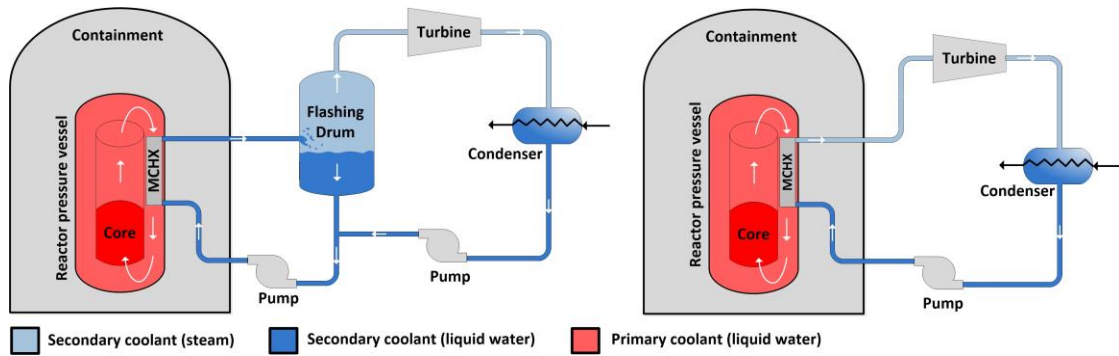 Containment
Reactor pressure vessel
MCHX
Core
Flashing
Drum
Turbine
Condenser
Pump
Pump
Containment
Reactor pressure vessel
MCHX
Core
Turbine
Condenser
Pump
Secondary coolant (steam)
Secondary coolant (liquid water)
Primary coolant (liquid water)